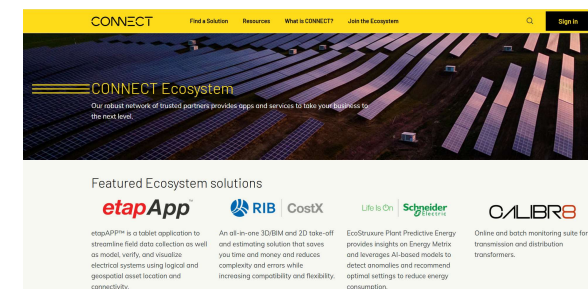 CONNECT Find a Solution Resources What is CONNECT? Join the Ecosystem Sign in
CONNECT Ecosystem
Our robust network of trusted partners provides apps and services to take your business to
the next level.
Featured Ecosystem solutions
etapApp™
etapAPP™ is a tablet application to
streamline field data collection as well
as model, verify, and visualize
electrical systems using logical and
geospatial asset location and
connectivity.
RIB CostX
An all-in-one 3D/BIM and 2D take-off
and estimating solution that saves
you time and money and reduces
complexity and errors while
increasing compatibility and flexibility.
Life Is On Schneider
Electric
EcoStruxure Plant Predictive Energy
provides insights on Energy Metrix
and leverages AI-based models to
detect anomalies and recommend
optimal settings to reduce energy
consumption.
CALIBR8
Online and batch monitoring suite for
transmission and distribution
transformers.